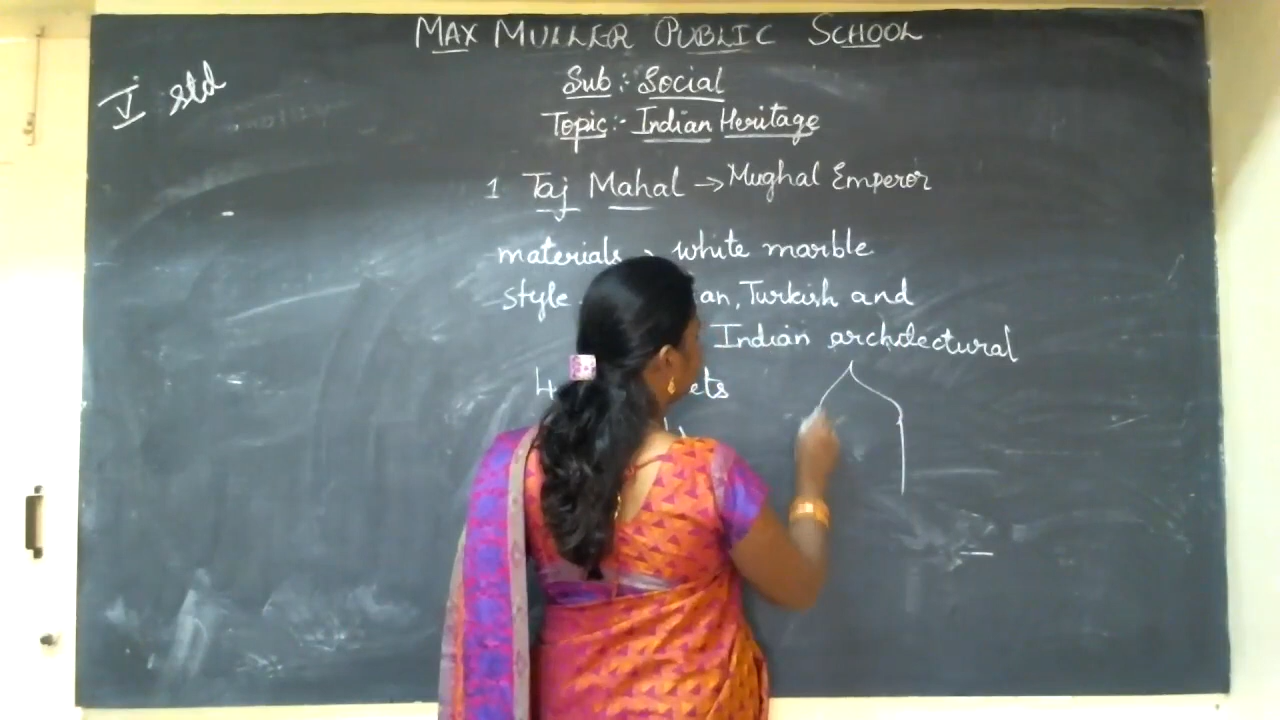 MAX MULLER PUBLIC SCHOOL
V std
Sub :- Social
Topic :- Indian Heritage
1 Taj Mahal → Mughal Emperor
materials → white marble
style an, Turkish and
Indian architectural
4 ets